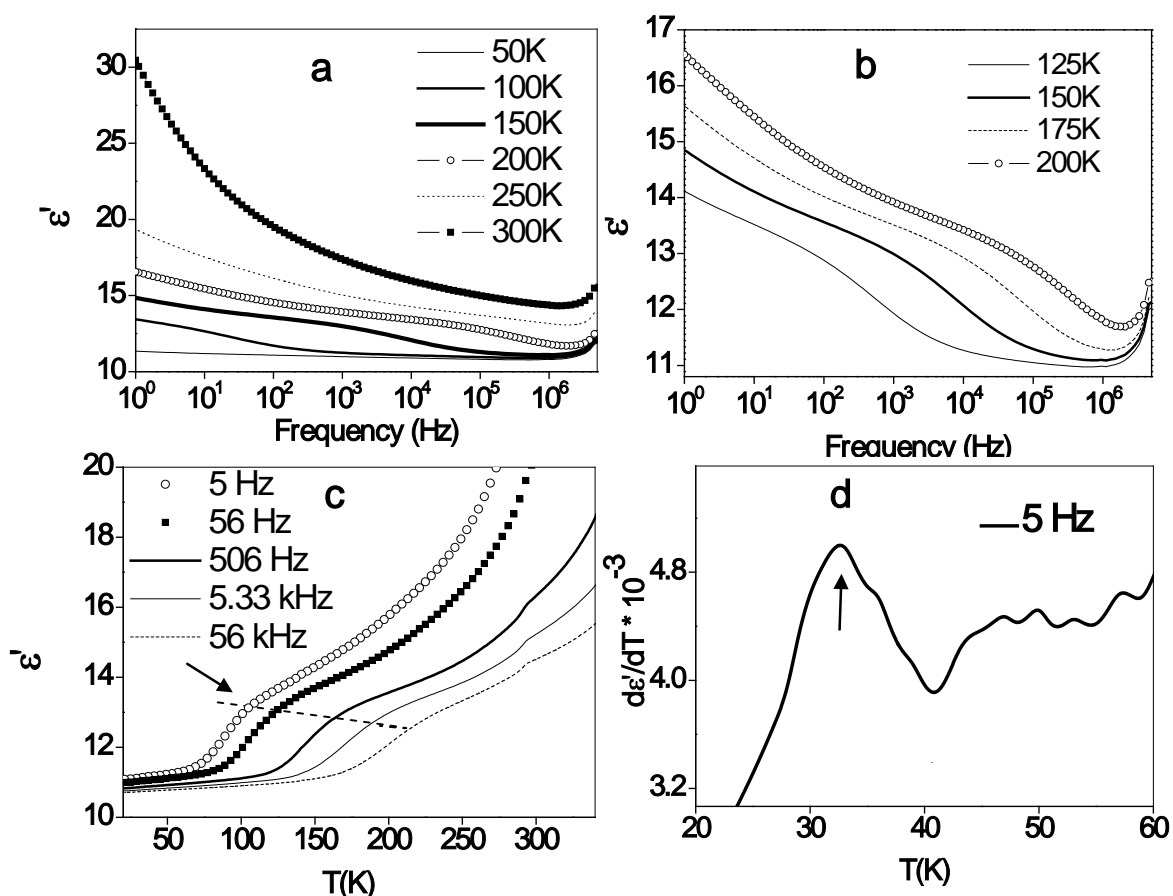 a
ε'
30
25
20
15
10
50K
100K
150K
200K
250K
300K
10^0 10^1 10^2 10^3 10^4 10^5 10^6
Frequency (Hz)
b
ε'
17
16
15
14
13
12
11
125K
150K
175K
200K
10^0 10^1 10^2 10^3 10^4 10^5 10^6
Frequency (Hz)
c
ε'
20
18
16
14
12
10
5 Hz
56 Hz
506 Hz
5.33 kHz
56 kHz
50 100 150 200 250 300
T(K)
d
5 Hz
dε'/dT * 10^-3
4.8
4.0
3.2
20 30 40 50 60
T(K)